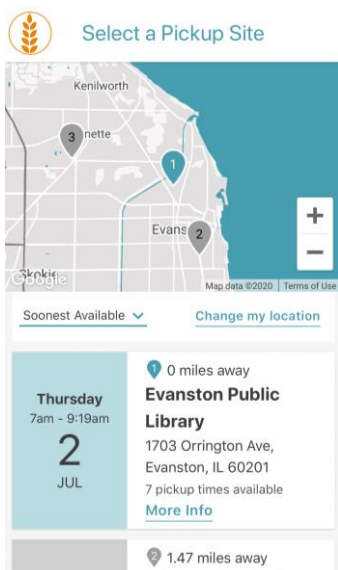 Select a Pickup Site
Kenilworth
3
nette
1
Evans
2
Skokie
Google
+
−
Map data ©2020
Terms of Use
Soonest Available
Change my location
1 0 miles away
Thursday
7am - 9:19am
2
JUL
Evanston Public
Library
1703 Orrington Ave,
Evanston, IL 60201
7 pickup times available
More Info
2 1.47 miles away